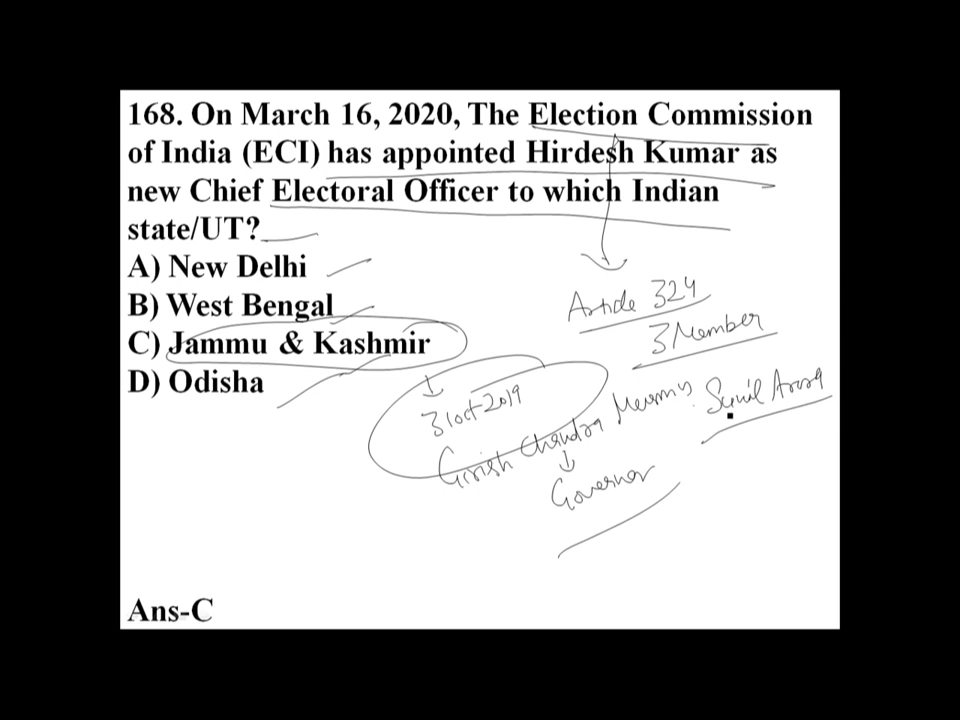 168. On March 16, 2020, The Election Commission
of India (ECI) has appointed Hirdesh Kumar as
new Chief Electoral Officer to which Indian
state/UT?
A) New Delhi
B) West Bengal
C) Jammu & Kashmir
D) Odisha
Article 324
3 Member
Sunil Arora
31 oct 2019
Girish Chandra Murmu
Governor
Ans-C